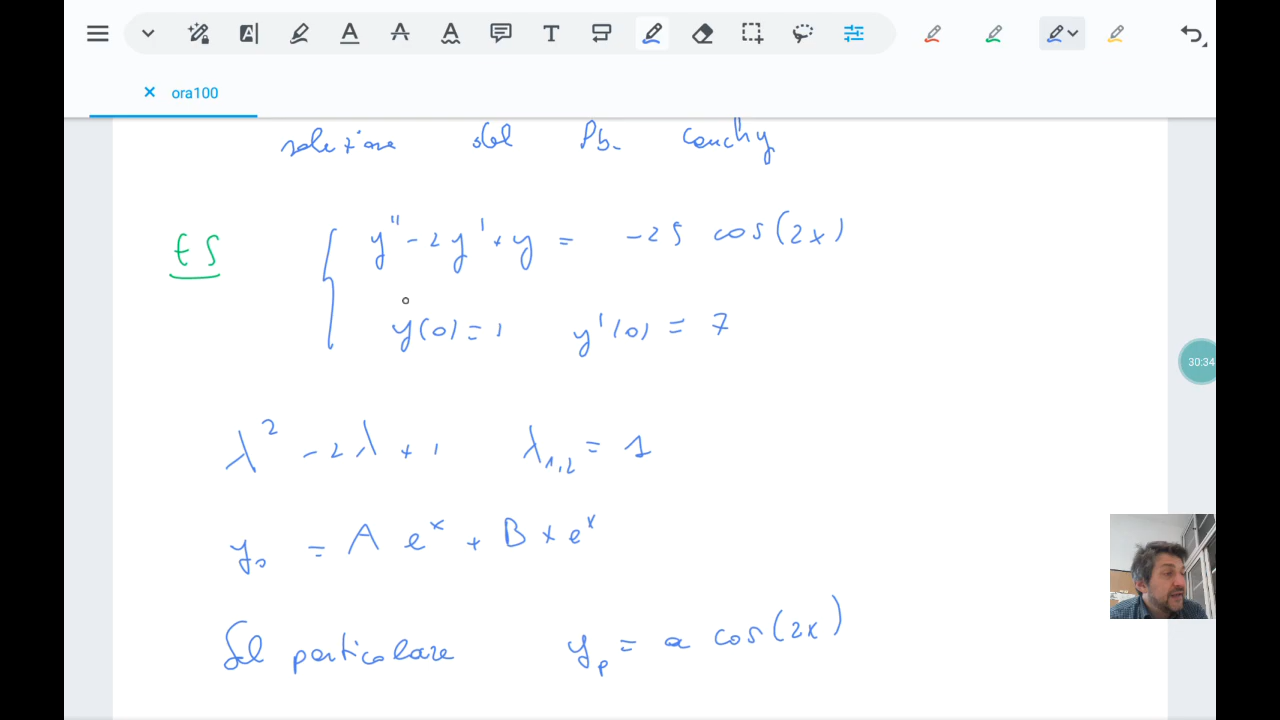 ora100
soluzione del Pb. Cauchy
ES
y'' - 2y' + y = -25 cos(2x)
y(0) = 1 y'(0) = 7
30:34
λ² - 2λ + 1 λ₁,₂ = 1
y₀ = A eˣ + B x eˣ
Sol particolare yₚ = a cos(2x)